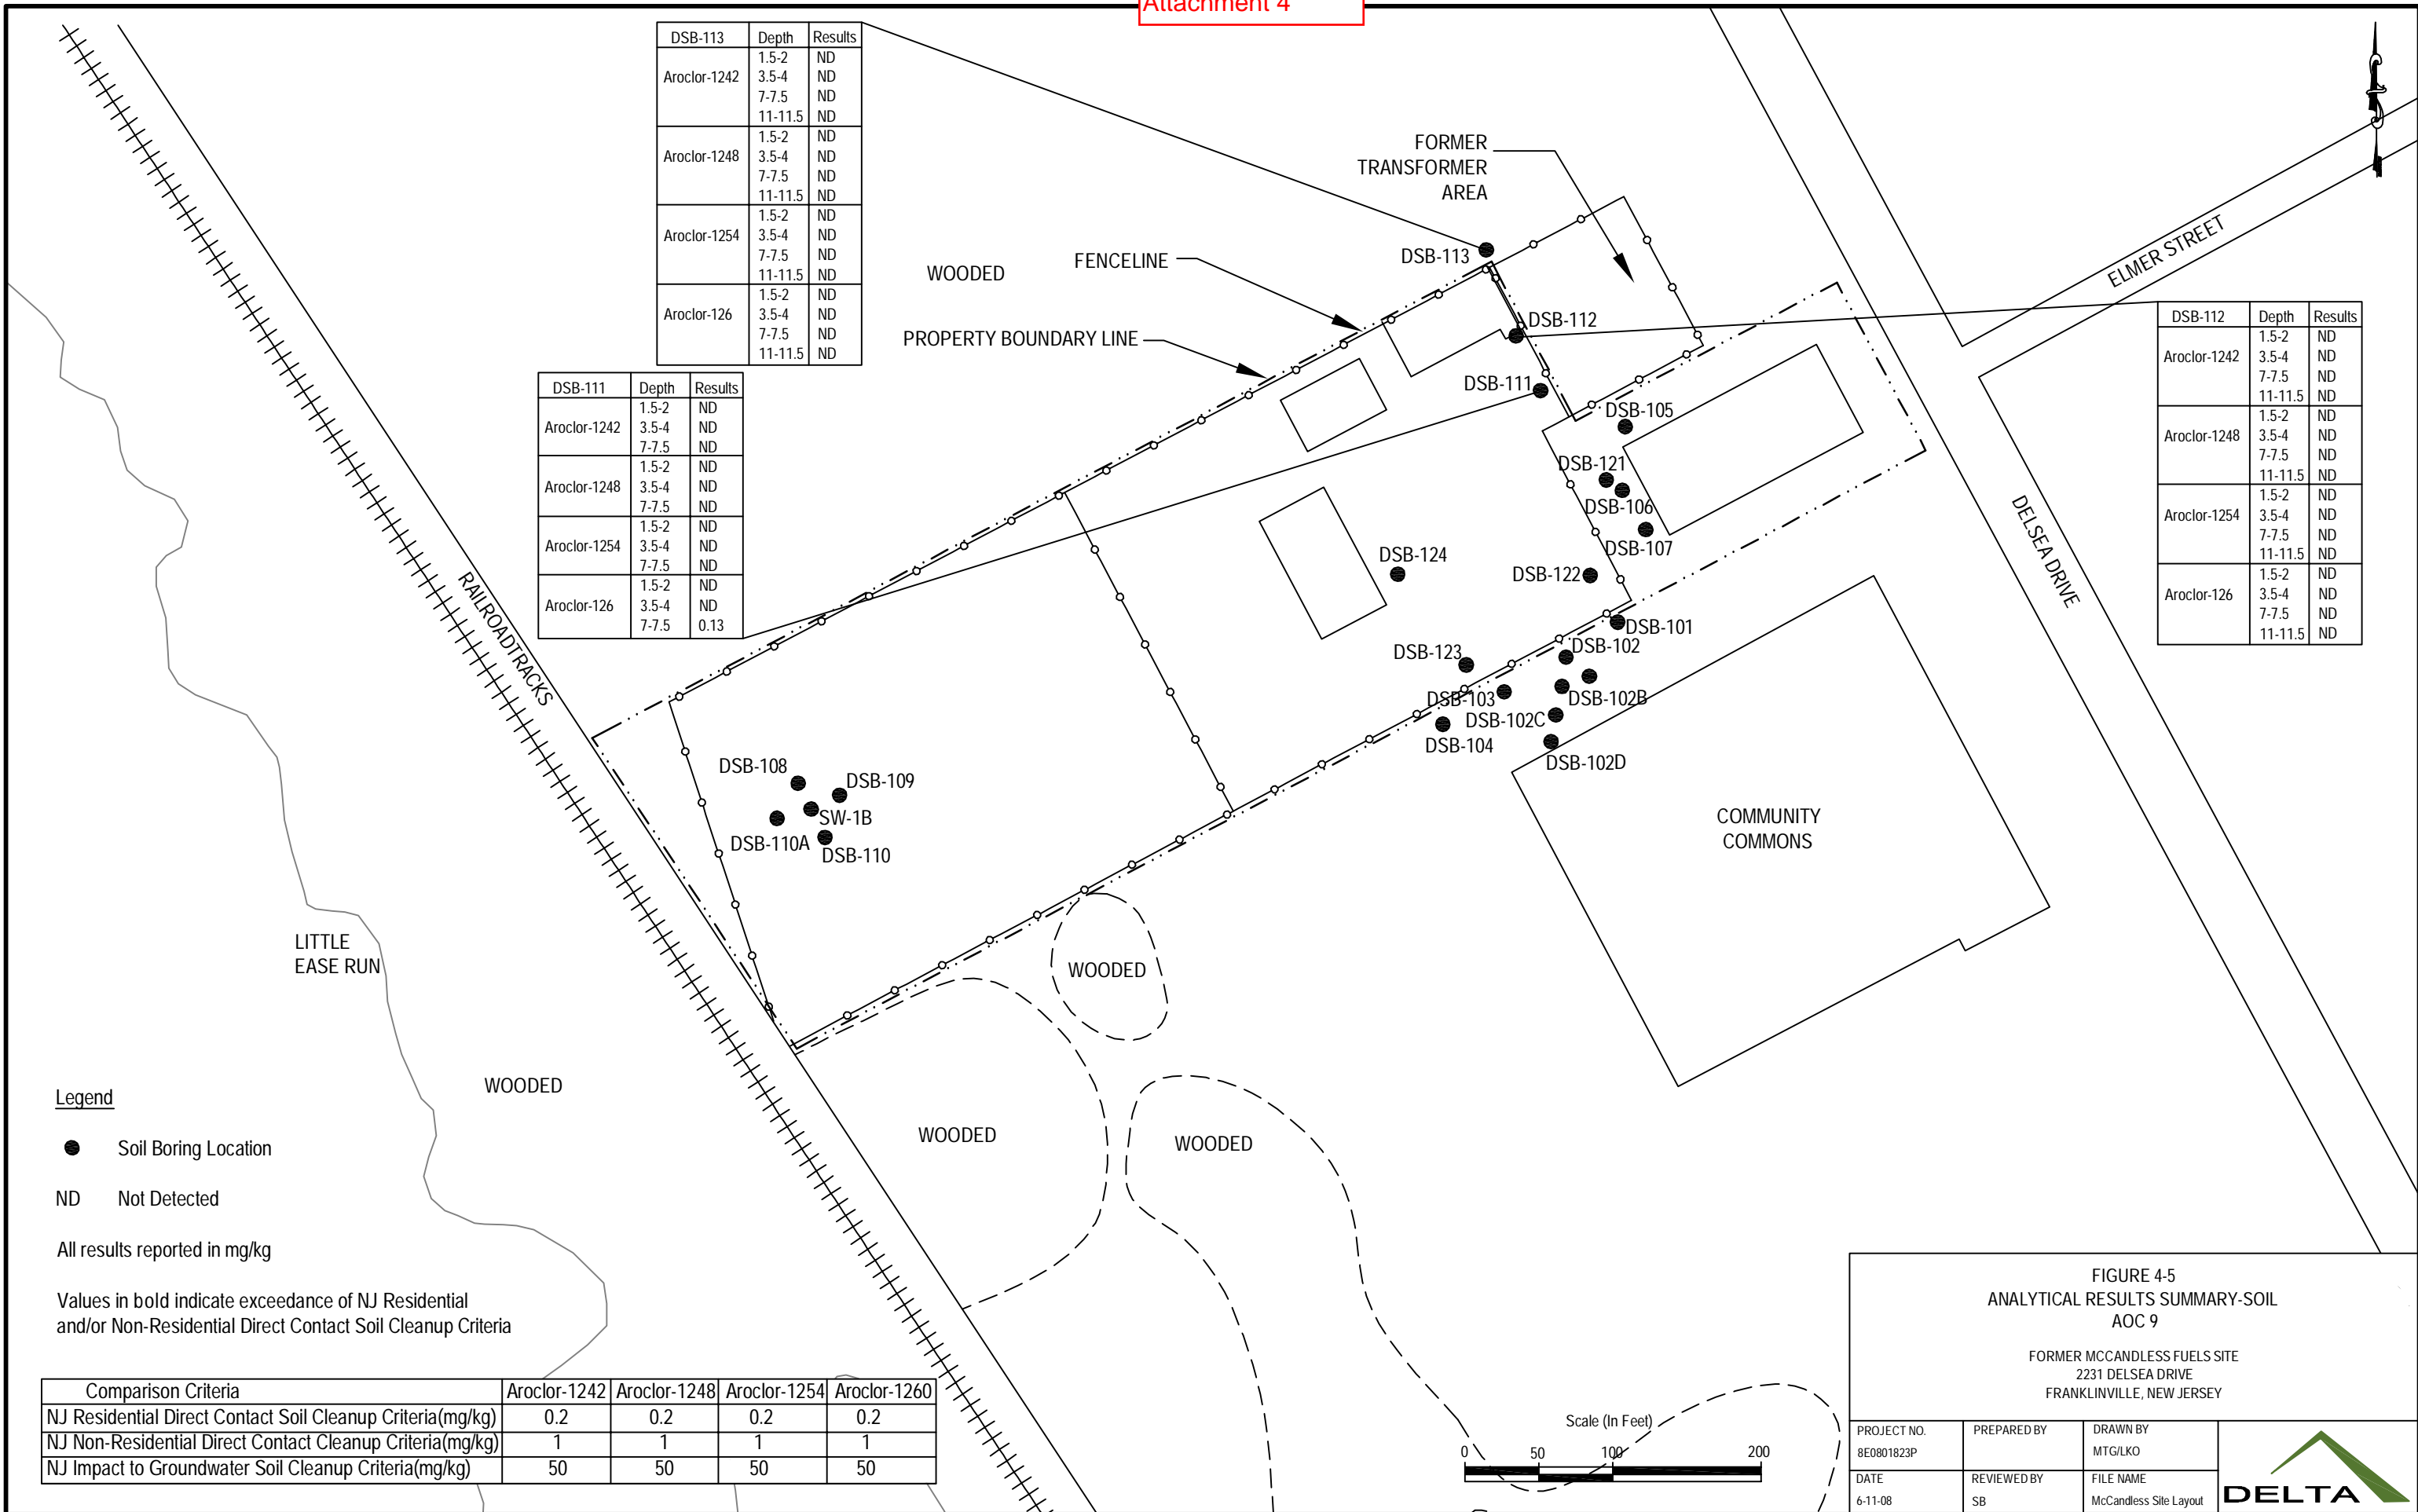 Attachment 4
DSB-113 Depth Results
Aroclor-1242
1.5-2 ND
3.5-4 ND
7-7.5 ND
11-11.5 ND
Aroclor-1248
1.5-2 ND
3.5-4 ND
7-7.5 ND
11-11.5 ND
Aroclor-1254
1.5-2 ND
3.5-4 ND
7-7.5 ND
11-11.5 ND
Aroclor-126
1.5-2 ND
3.5-4 ND
7-7.5 ND
11-11.5 ND
DSB-111 Depth Results
Aroclor-1242
1.5-2 ND
3.5-4 ND
7-7.5 ND
Aroclor-1248
1.5-2 ND
3.5-4 ND
7-7.5 ND
Aroclor-1254
1.5-2 ND
3.5-4 ND
7-7.5 ND
Aroclor-126
1.5-2 ND
3.5-4 ND
7-7.5 0.13
DSB-112 Depth Results
Aroclor-1242
1.5-2 ND
3.5-4 ND
7-7.5 ND
11-11.5 ND
Aroclor-1248
1.5-2 ND
3.5-4 ND
7-7.5 ND
11-11.5 ND
Aroclor-1254
1.5-2 ND
3.5-4 ND
7-7.5 ND
11-11.5 ND
Aroclor-126
1.5-2 ND
3.5-4 ND
7-7.5 ND
11-11.5 ND
FORMER
TRANSFORMER
AREA
WOODED
FENCELINE
PROPERTY BOUNDARY LINE
ELMER STREET
DELSEA DRIVE
RAILROADTRACKS
DSB-113
DSB-112
DSB-111
DSB-105
DSB-121
DSB-106
DSB-107
DSB-124
DSB-122
DSB-101
DSB-102
DSB-123
DSB-103
DSB-102B
DSB-102C
DSB-104
DSB-102D
DSB-108
DSB-109
SW-1B
DSB-110A
DSB-110
COMMUNITY
COMMONS
LITTLE
EASE RUN
WOODED
WOODED
WOODED
WOODED
Legend
Soil Boring Location
ND Not Detected
All results reported in mg/kg
Values in bold indicate exceedance of NJ Residential
and/or Non-Residential Direct Contact Soil Cleanup Criteria
Comparison Criteria Aroclor-1242 Aroclor-1248 Aroclor-1254 Aroclor-1260
NJ Residential Direct Contact Soil Cleanup Criteria(mg/kg) 0.2 0.2 0.2 0.2
NJ Non-Residential Direct Contact Cleanup Criteria(mg/kg) 1 1 1 1
NJ Impact to Groundwater Soil Cleanup Criteria(mg/kg) 50 50 50 50
Scale (In Feet)
0 50 100 200
FIGURE 4-5
ANALYTICAL RESULTS SUMMARY-SOIL
AOC 9
FORMER MCCANDLESS FUELS SITE
2231 DELSEA DRIVE
FRANKLINVILLE, NEW JERSEY
PROJECT NO. PREPARED BY DRAWN BY
8E0801823P MTG/LKO
DATE REVIEWED BY FILE NAME
6-11-08 SB McCandless Site Layout
DELTA